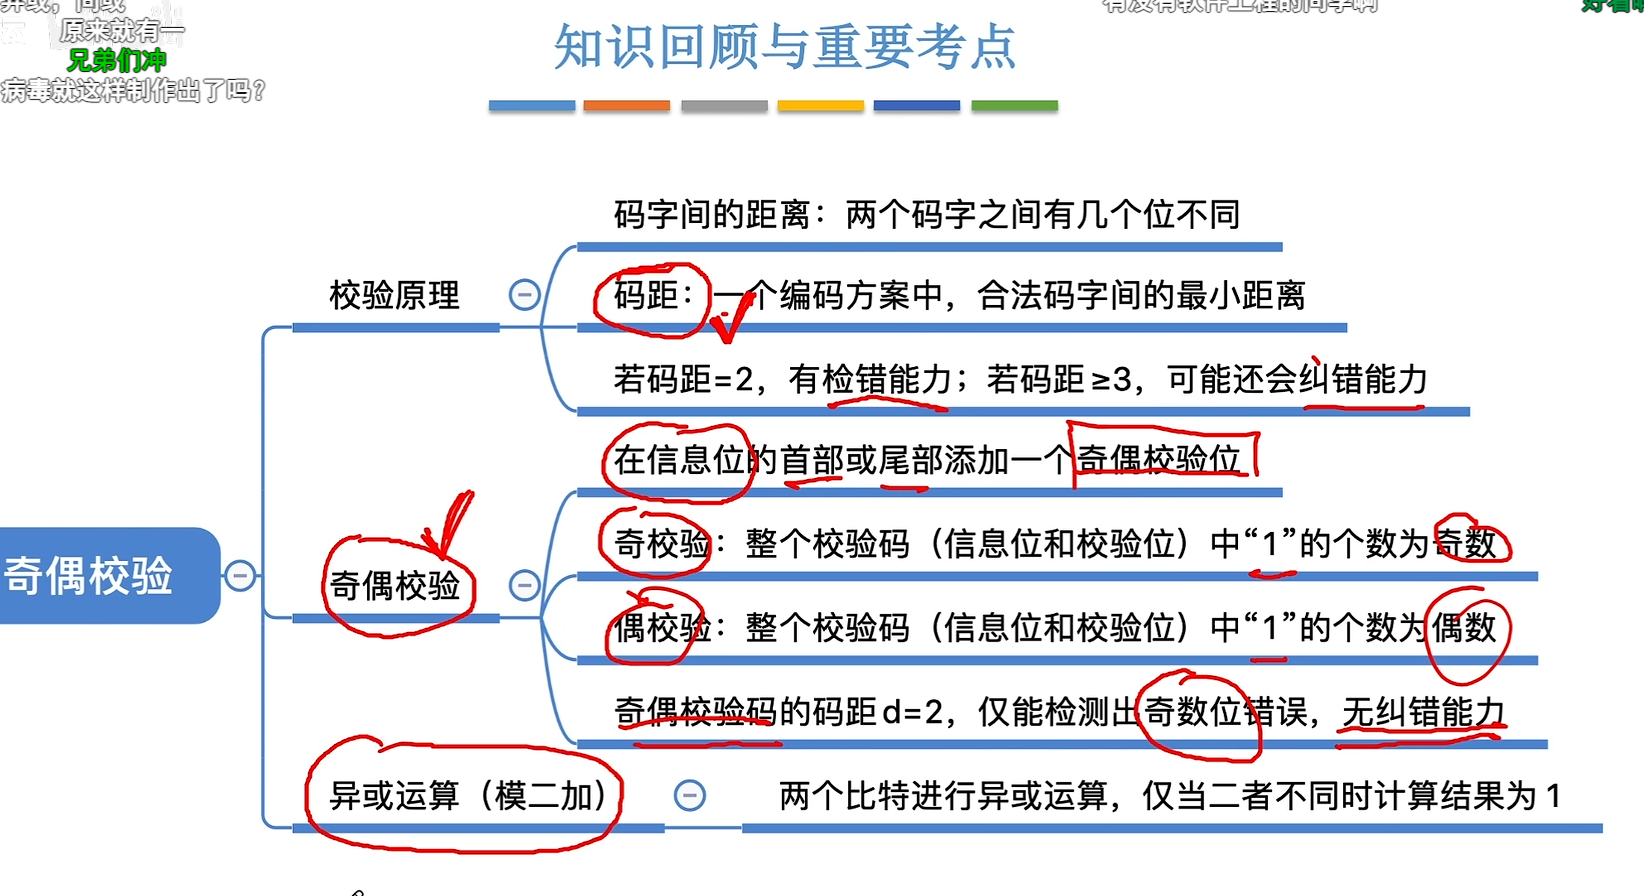 原来就有一
兄弟们冲
病毒就这样制作出了吗？
有没有软件工程的同学啊
知识回顾与重要考点
码字间的距离：两个码字之间有几个位不同
校验原理
码距：一个编码方案中，合法码字间的最小距离
若码距=2，有检错能力；若码距≥3，可能还会纠错能力
在信息位的首部或尾部添加一个奇偶校验位
奇校验：整个校验码（信息位和校验位）中“1”的个数为奇数
奇偶校验
奇偶校验
偶校验：整个校验码（信息位和校验位）中“1”的个数为偶数
奇偶校验码的码距d=2，仅能检测出奇数位错误，无纠错能力
异或运算（模二加）
两个比特进行异或运算，仅当二者不同时计算结果为 1